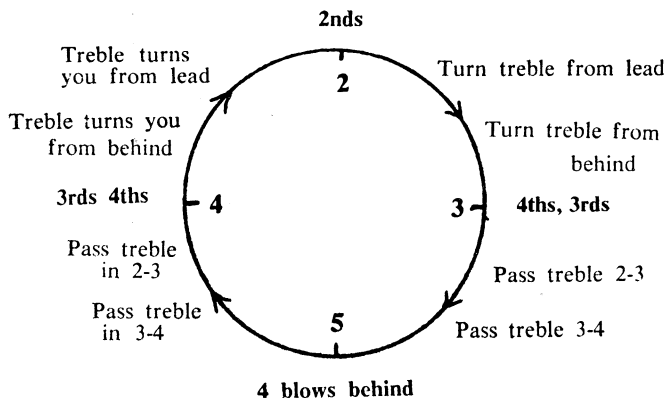 2nds
Treble turns
you from lead
2
Turn treble from lead
Treble turns you
from behind
Turn treble from
behind
3rds 4ths
4
3
4ths, 3rds
Pass treble
in 2-3
Pass treble 2-3
Pass treble
in 3-4
5
Pass treble 3-4
4 blows behind